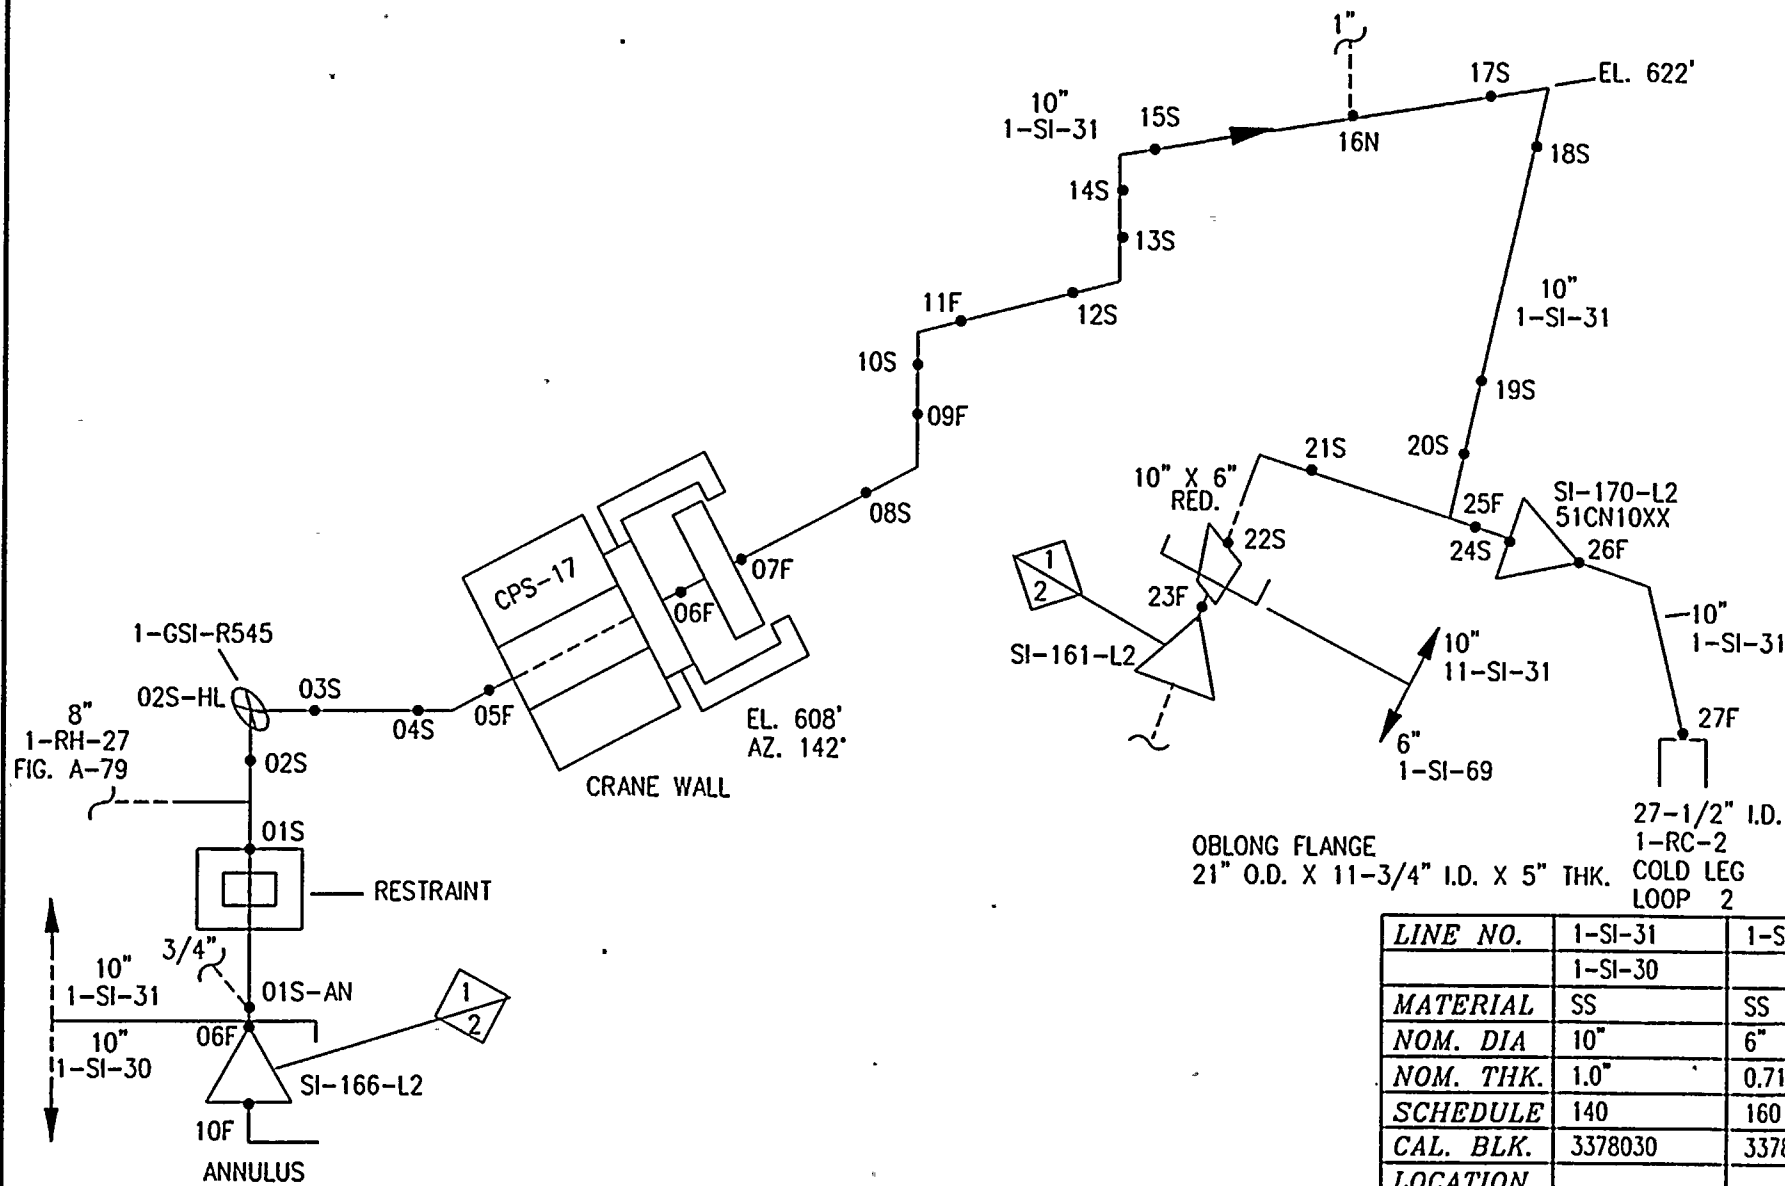 1"
17S
EL. 622'
10"
1-SI-31
15S
16N
18S
14S
13S
10"
1-SI-31
11F
12S
10S
19S
09F
20S
21S
10" X 6"
RED.
25F
SI-170-L2
51CN10XX
08S
22S
24S
26F
CPS-17
07F
1
2
23F
06F
10"
1-SI-31
1-GSI-R545
SI-161-L2
10"
11-SI-31
02S-HL
03S
04S
05F
EL. 608'
AZ. 142°
27F
8"
1-RH-27
FIG. A-79
02S
6"
1-SI-69
CRANE WALL
27-1/2" I.D.
1-RC-2
COLD LEG
LOOP 2
01S
OBLONG FLANGE
21" O.D. X 11-3/4" I.D. X 5" THK.
RESTRAINT
3/4"
10"
1-SI-31
01S-AN
1
2
06F
10"
1-SI-30
SI-166-L2
10F
ANNULUS
LINE NO. 1-SI-31 1-S
1-SI-30
MATERIAL SS SS
NOM. DIA 10" 6"
NOM. THK. 1.0" 0.71
SCHEDULE 140 160
CAL. BLK. 3378030 3378
LOCATION